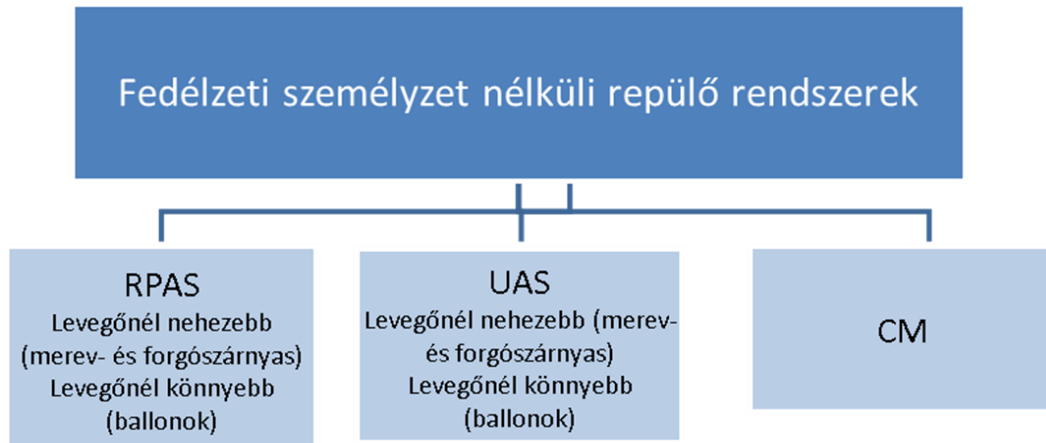 Fedélzeti személyzet nélküli repülő rendszerek
RPAS
Levegőnél nehezebb
(merev- és forgószárnyas)
Levegőnél könnyebb
(ballonok)
UAS
Levegőnél nehezebb (merev-
és forgószárnyas)
Levegőnél könnyebb
(ballonok)
CM